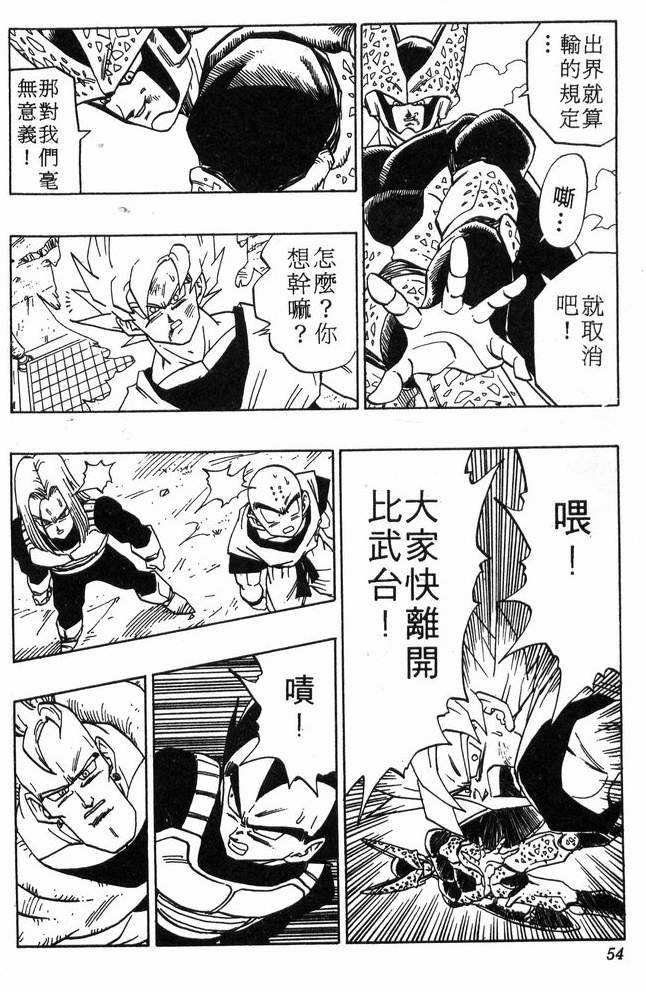 出界就算
輸的規定
…
嘶…
就取消
吧！
那對我們毫
無意義！
怎麼？你
想幹嘛？
喂！
大家快離開
比武台！
嘖！
54